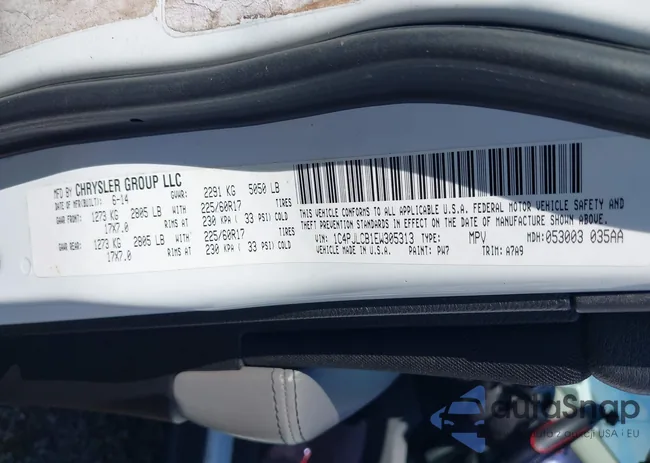 MFD BY CHRYSLER GROUP LLC
DATE OF MFR(BUILT): 6-14 GVWR: 2291 KG 5050 LB
GAWR FRONT: 1273 KG 2805 LB WITH 225/60R17 TIRES
17X7.0 RIMS AT 230 KPA ( 33 PSI) COLD
GAWR REAR: 1273 KG 2805 LB WITH 225/60R17 TIRES
17X7.0 RIMS AT 230 KPA ( 33 PSI) COLD
THIS VEHICLE CONFORMS TO ALL APPLICABLE U.S.A. FEDERAL MOTOR VEHICLE SAFETY AND
THEFT PREVENTION STANDARDS IN EFFECT ON THE DATE OF MANUFACTURE SHOWN ABOVE.
VIN: 1C4PJLCB1EW305313 TYPE: MPV MDH: 053003 035AA
VEHICLE MADE IN U.S.A. PAINT: PW7 TRIM: A7A9
autoSnap
auta z aukcji USA i EU